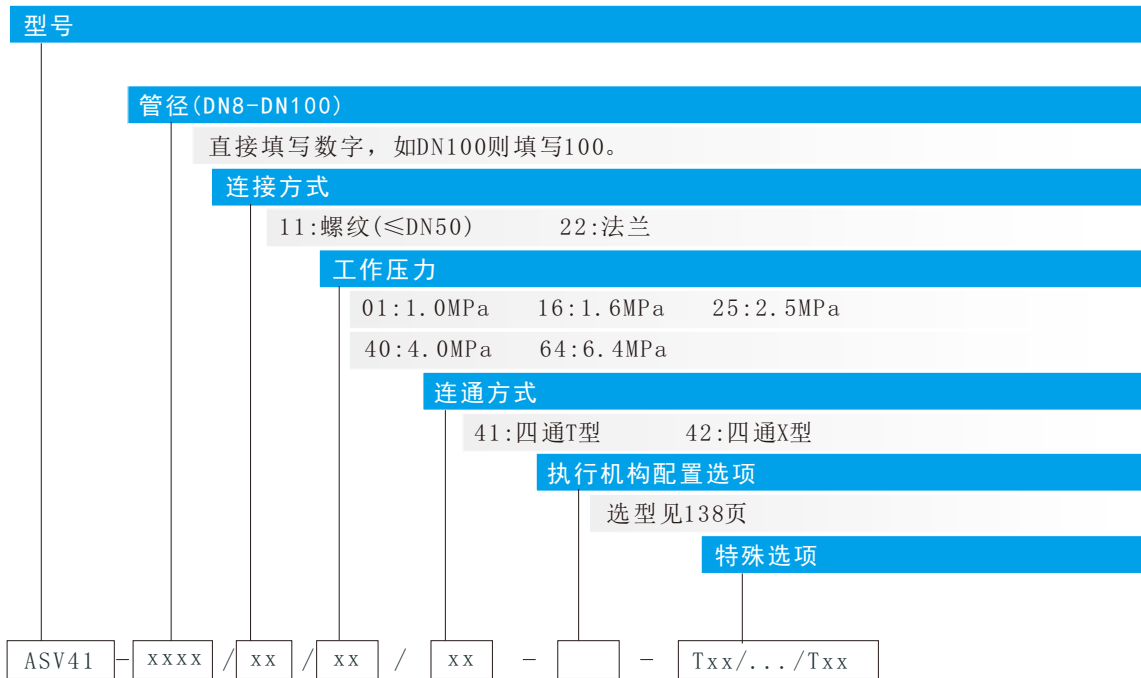 型号
管径(DN8-DN100)
直接填写数字，如DN100则填写100。
连接方式
11:螺纹(≤DN50) 22:法兰
工作压力
01:1.0MPa 16:1.6MPa 25:2.5MPa
40:4.0MPa 64:6.4MPa
连通方式
41:四通T型 42:四通X型
执行机构配置选项
选型见138页
特殊选项
ASV41 - xxxx / xx / xx / xx - - Txx/.../Txx